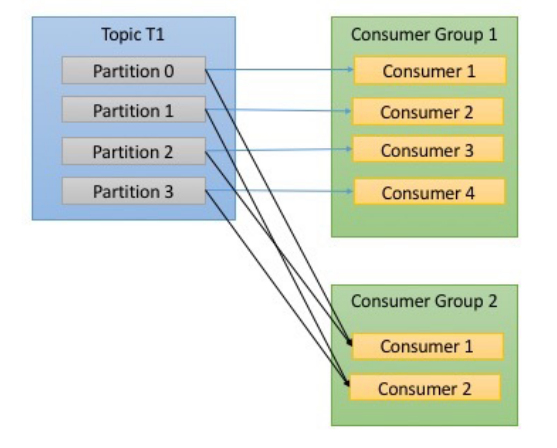 Topic T1
Partition 0
Partition 1
Partition 2
Partition 3
Consumer Group 1
Consumer 1
Consumer 2
Consumer 3
Consumer 4
Consumer Group 2
Consumer 1
Consumer 2